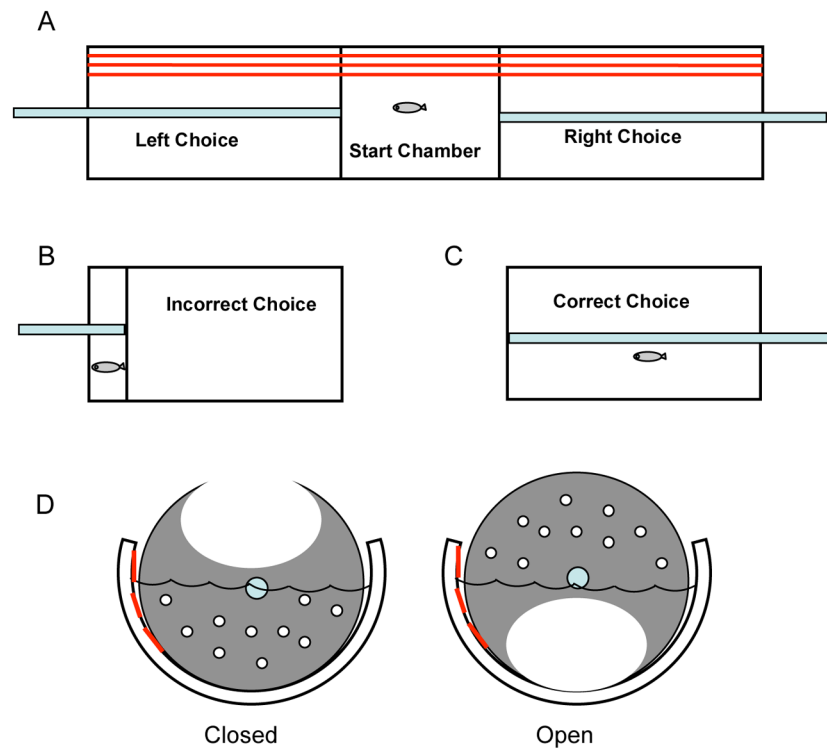 A
Left Choice
Start Chamber
Right Choice
B
Incorrect Choice
C
Correct Choice
D
Closed
Open